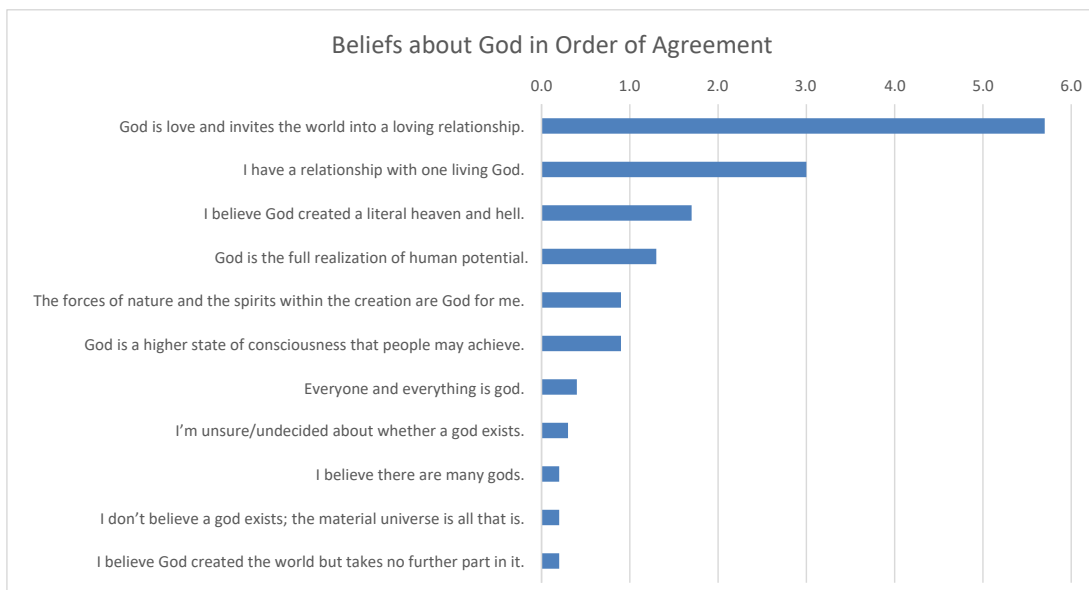 Beliefs about God in Order of Agreement
0.0 1.0 2.0 3.0 4.0 5.0 6.0
God is love and invites the world into a loving relationship.
I have a relationship with one living God.
I believe God created a literal heaven and hell.
God is the full realization of human potential.
The forces of nature and the spirits within the creation are God for me.
God is a higher state of consciousness that people may achieve.
Everyone and everything is god.
I’m unsure/undecided about whether a god exists.
I believe there are many gods.
I don’t believe a god exists; the material universe is all that is.
I believe God created the world but takes no further part in it.